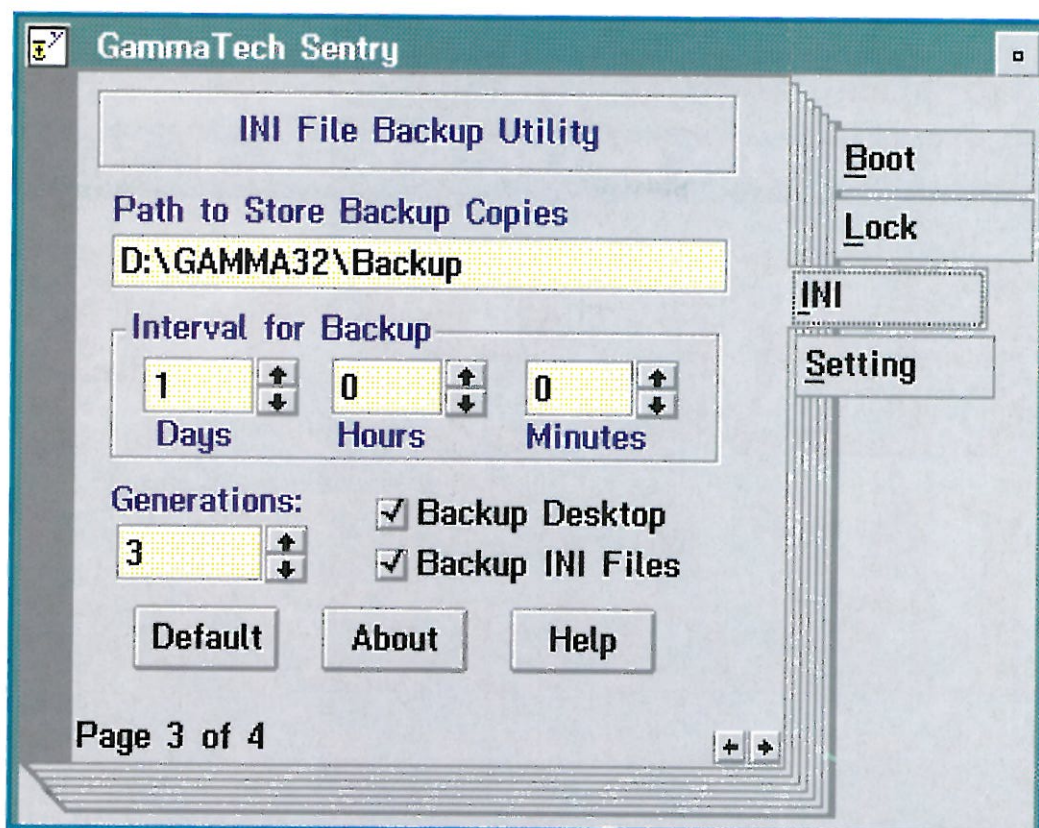 GammaTech Sentry
INI File Backup Utility
Path to Store Backup Copies
D:\GAMMA32\Backup
Interval for Backup
1 0 0
Days Hours Minutes
Generations:
3
Backup Desktop
Backup INI Files
Default About Help
Page 3 of 4
Boot
Lock
INI
Setting